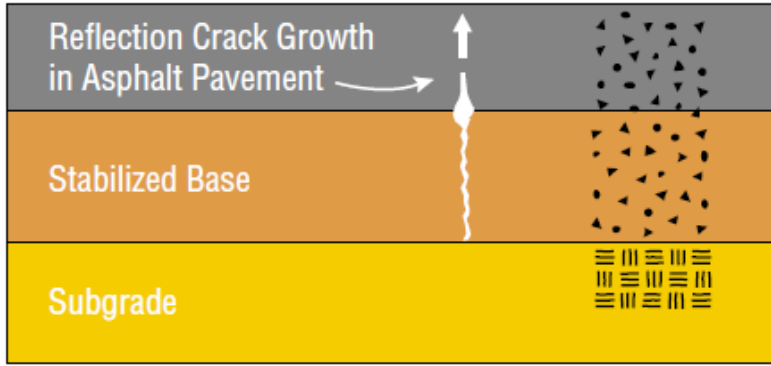 Reflection Crack Growth
in Asphalt Pavement
Stabilized Base
Subgrade